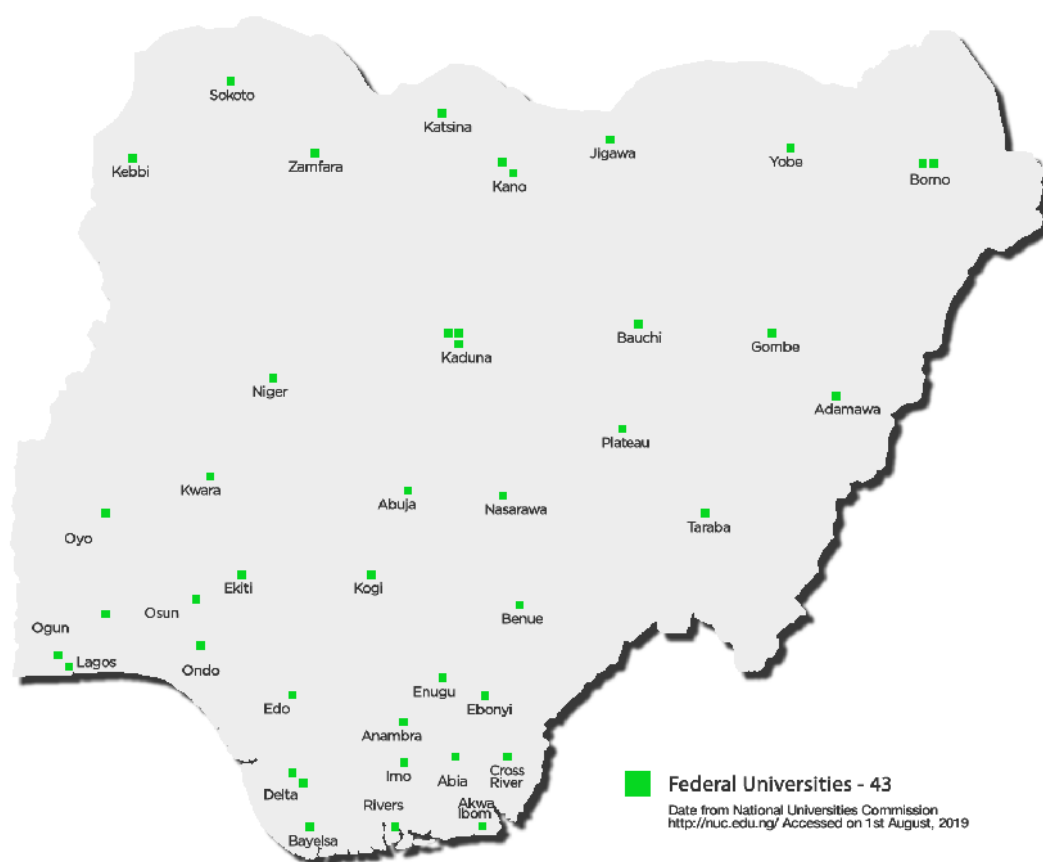 Sokoto
Katsina
Jigawa
Yobe
Kebbi
Zamfara
Kano
Borno
Kaduna
Bauchi
Gombe
Niger
Adamawa
Plateau
Kwara
Abuja
Nasarawa
Oyo
Taraba
Ekiti
Kogi
Osun
Benue
Ogun
Lagos
Ondo
Enugu
Edo
Ebonyi
Anambra
Imo
Abia
Cross
River
Delta
Rivers
Akwa
Ibom
Bayelsa
Federal Universities - 43
Date from National Universities Commission
http://nuc.edu.ng/ Accessed on 1st August, 2019